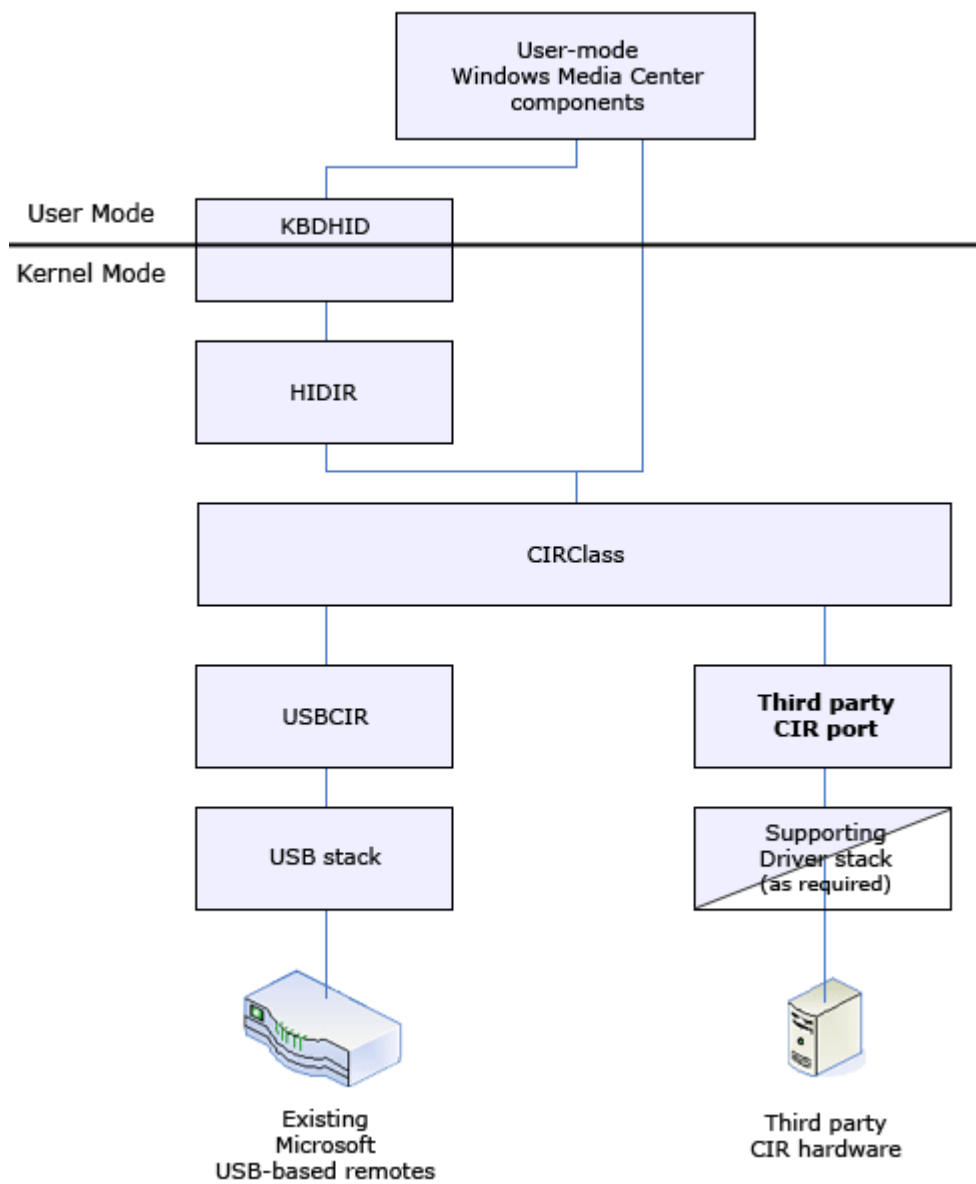 User-mode
Windows Media Center
components
User Mode
KBDHID
Kernel Mode
HIDIR
CIRClass
USBCIR
Third party
CIR port
USB stack
Supporting
Driver stack
(as required)
Existing
Microsoft
USB-based remotes
Third party
CIR hardware